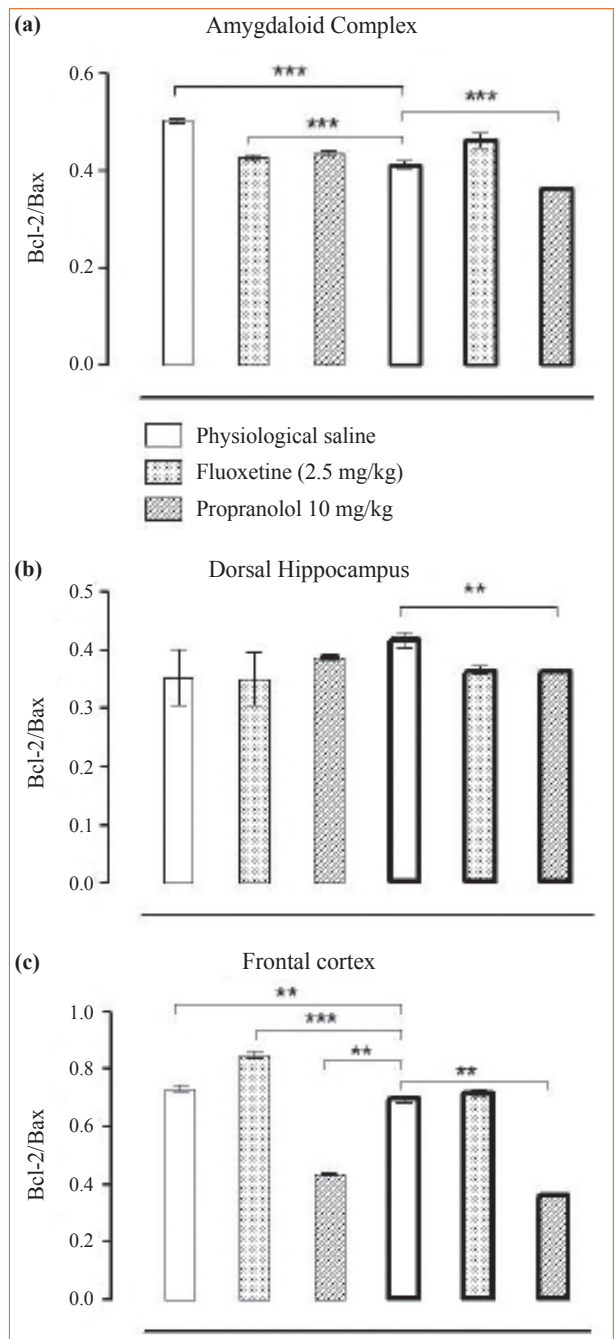 (a)
Amygdaloid Complex
***
***
***
0.6
0.4
0.2
0.0
Bcl-2/Bax
Physiological saline
Fluoxetine (2.5 mg/kg)
Propranolol 10 mg/kg
(b)
Dorsal Hippocampus
**
0.5
0.4
0.3
0.2
0.1
0.0
Bcl-2/Bax
(c)
Frontal cortex
**
***
**
**
1.0
0.8
0.6
0.4
0.2
0.0
Bcl-2/Bax